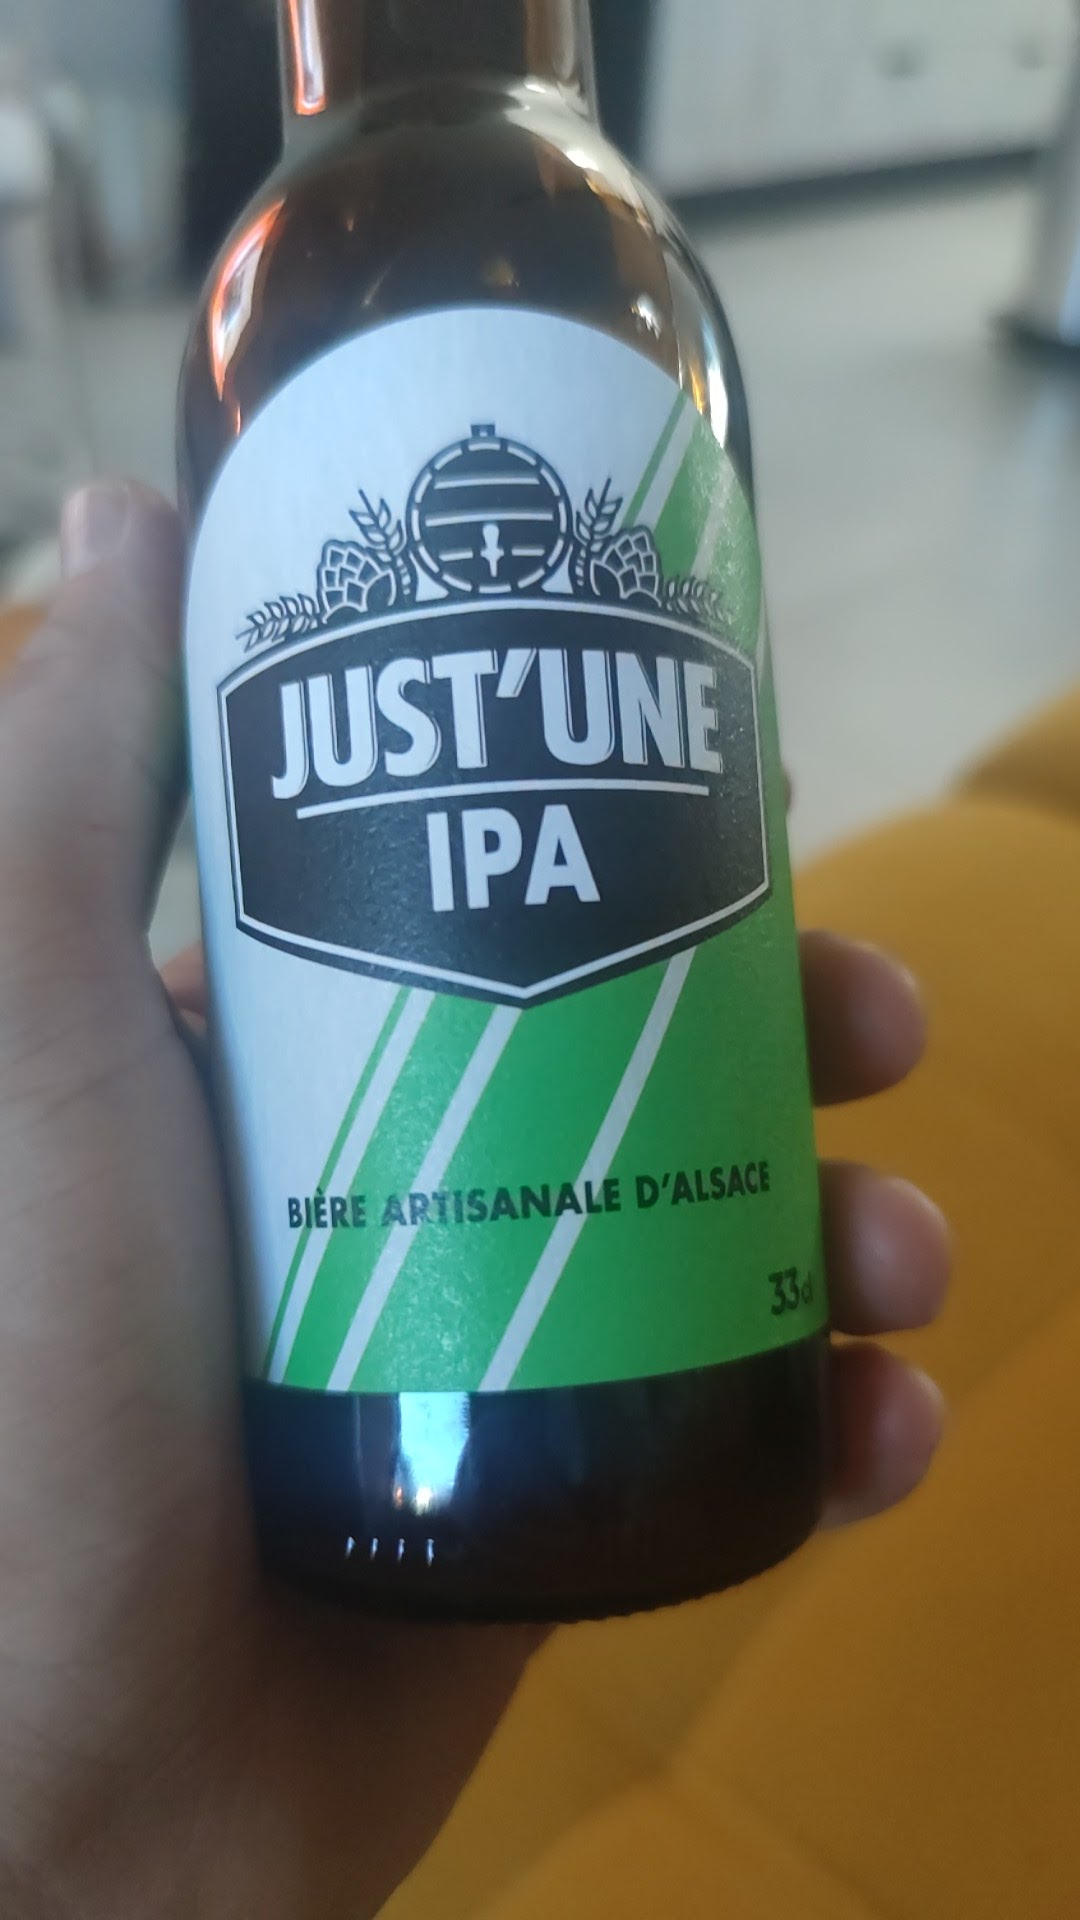 JUST'UNE
IPA
BIÈRE ARTISANALE D'ALSACE
33cl